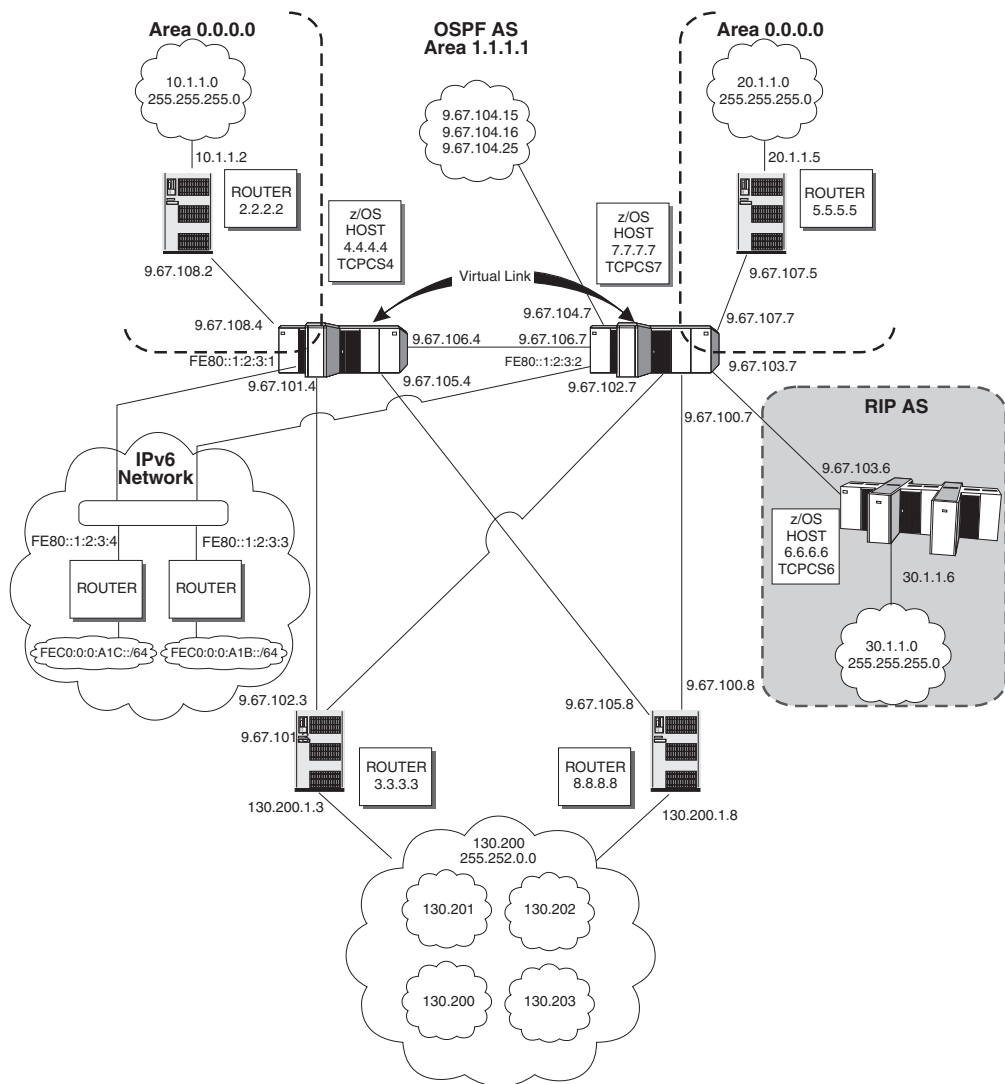 Area 0.0.0.0
OSPF AS
Area 1.1.1.1
Area 0.0.0.0
10.1.1.0
255.255.255.0
9.67.104.15
9.67.104.16
9.67.104.25
20.1.1.0
255.255.255.0
10.1.1.2
20.1.1.5
ROUTER
2.2.2.2
z/OS
HOST
4.4.4.4
TCPCS4
z/OS
HOST
7.7.7.7
TCPCS7
ROUTER
5.5.5.5
9.67.108.2
Virtual Link
9.67.107.5
9.67.108.4
9.67.104.7
9.67.107.7
9.67.106.4
9.67.106.7
FE80::1:2:3:1
FE80::1:2:3:2
9.67.103.7
9.67.101.4
9.67.105.4
9.67.102.7
9.67.100.7
RIP AS
IPv6
Network
9.67.103.6
FE80::1:2:3:4
FE80::1:2:3:3
z/OS
HOST
6.6.6.6
TCPCS6
ROUTER
ROUTER
30.1.1.6
FEC0:0:0:A1C::/64
FEC0:0:0:A1B::/64
30.1.1.0
255.255.255.0
9.67.102.3
9.67.105.8
9.67.100.8
9.67.101
ROUTER
3.3.3.3
ROUTER
8.8.8.8
130.200.1.3
130.200.1.8
130.200
255.252.0.0
130.201
130.202
130.200
130.203